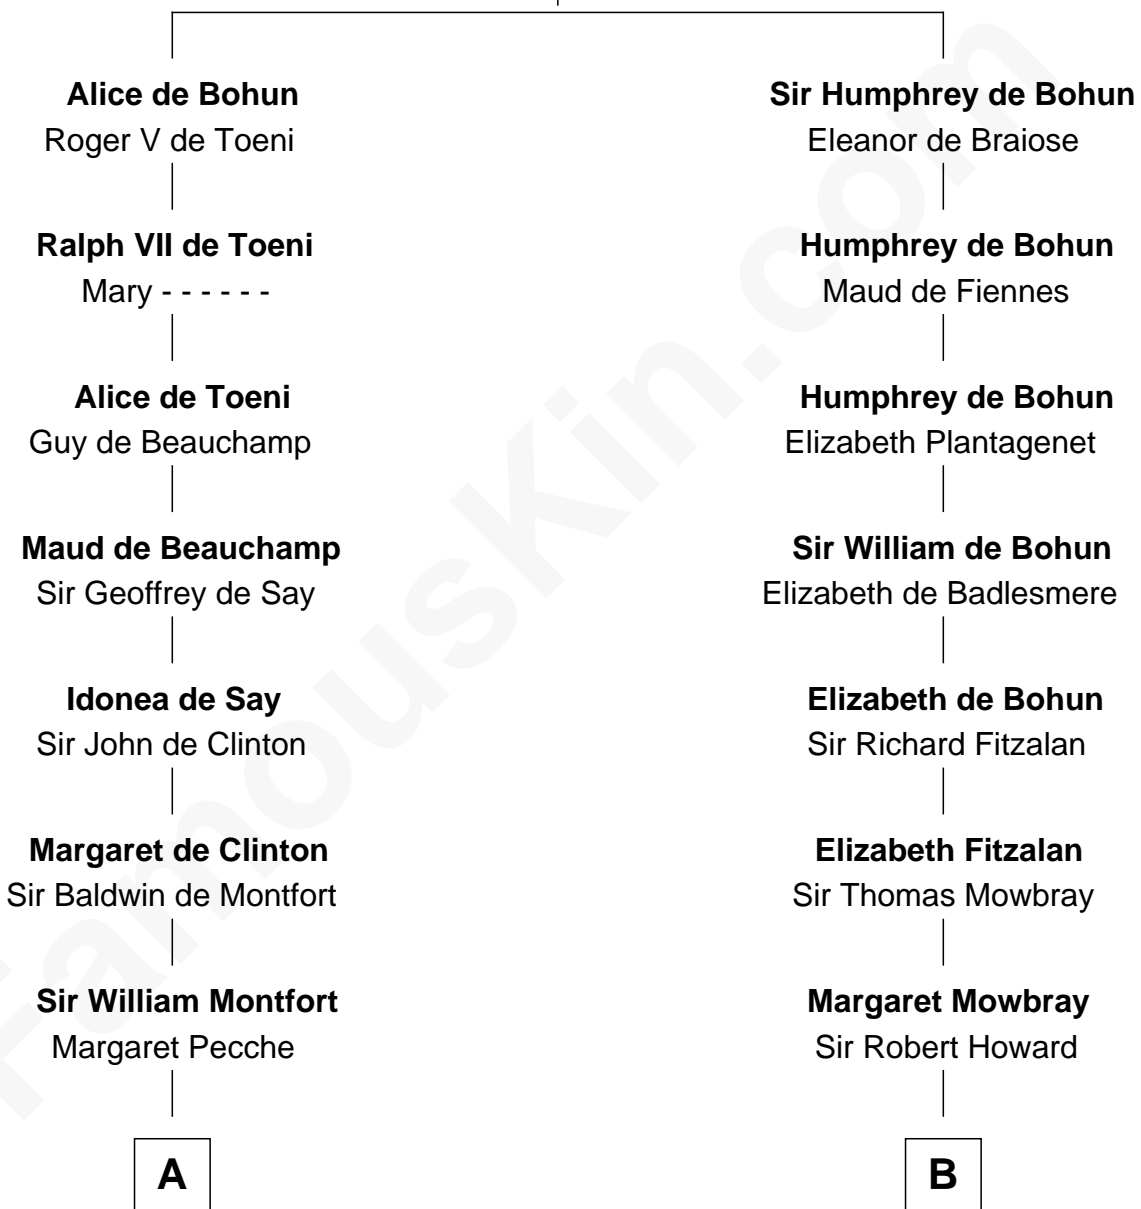 Alice de Bohun
Roger V de Toeni
Ralph VII de Toeni
Mary - - - - - -
Alice de Toeni
Guy de Beauchamp
Maud de Beauchamp
Sir Geoffrey de Say
Idonea de Say
Sir John de Clinton
Margaret de Clinton
Sir Baldwin de Montfort
Sir William Montfort
Margaret Pecche
A
Sir Humphrey de Bohun
Eleanor de Braiose
Humphrey de Bohun
Maud de Fiennes
Humphrey de Bohun
Elizabeth Plantagenet
Sir William de Bohun
Elizabeth de Badlesmere
Elizabeth de Bohun
Sir Richard Fitzalan
Elizabeth Fitzalan
Sir Thomas Mowbray
Margaret Mowbray
Sir Robert Howard
B
FamousKin.com